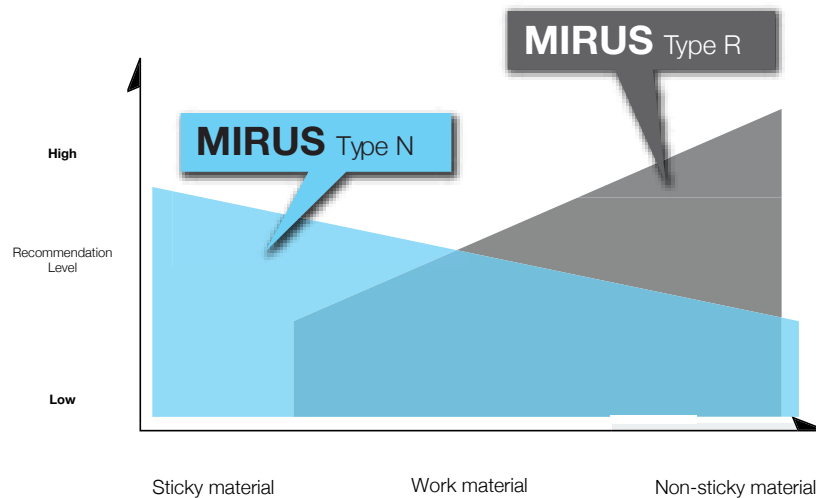 MIRUS Type R
MIRUS Type N
High
Recommendation
Level
Low
Sticky material
Work material
Non-sticky material